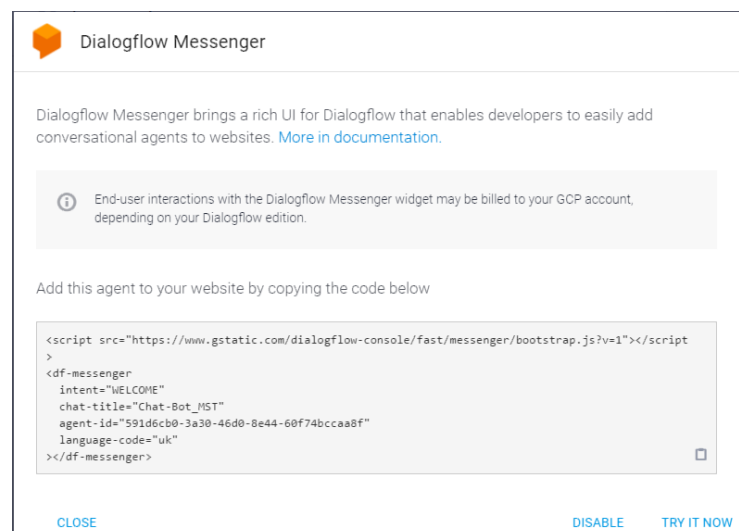 Dialogflow Messenger
Dialogflow Messenger brings a rich UI for Dialogflow that enables developers to easily add
conversational agents to websites. More in documentation.
End-user interactions with the Dialogflow Messenger widget may be billed to your GCP account,
depending on your Dialogflow edition.
Add this agent to your website by copying the code below
<script src="https://www.gstatic.com/dialogflow-console/fast/messenger/bootstrap.js?v=1"></script
>
<df-messenger
  intent="WELCOME"
  chat-title="Chat-Bot_MST"
  agent-id="591d6cb0-3a30-46d0-8e44-60f74bccaa8f"
  language-code="uk"
></df-messenger>
CLOSE DISABLE TRY IT NOW